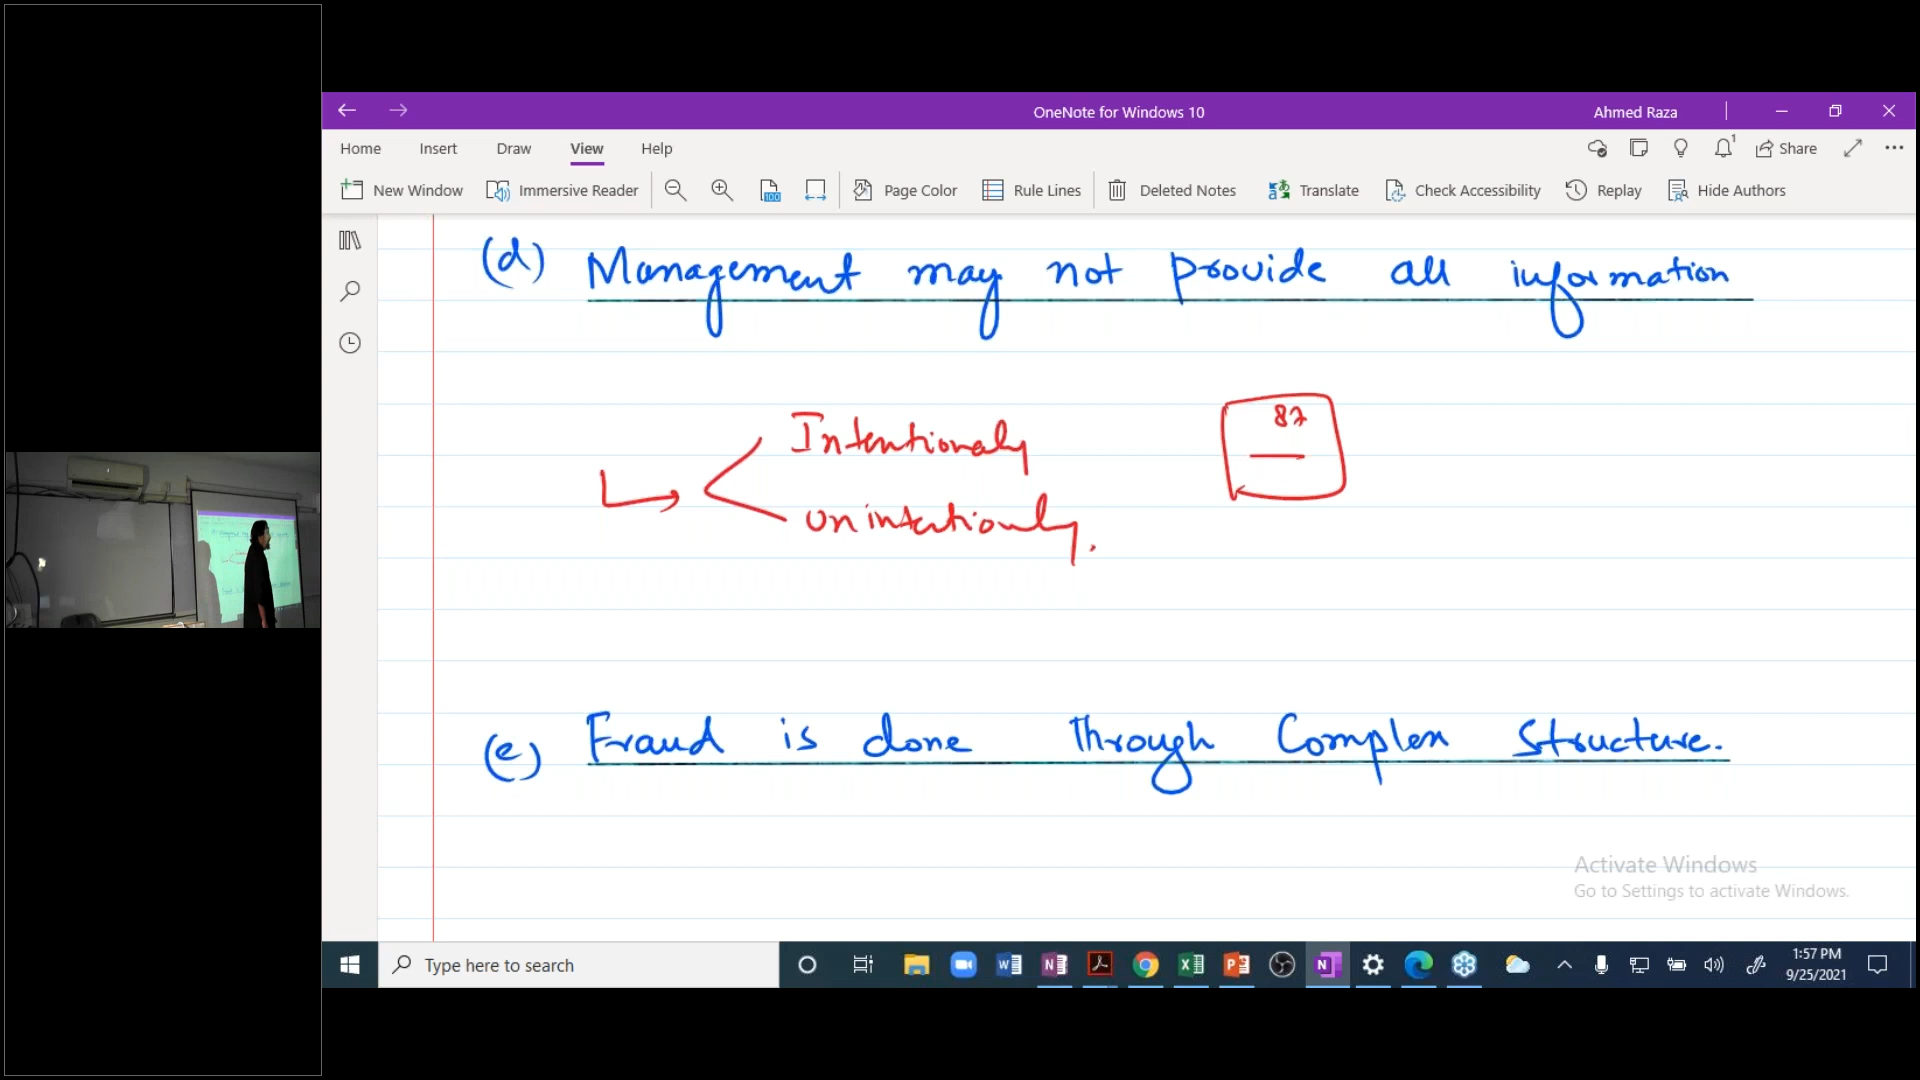 OneNote for Windows 10 Ahmed Raza
Home Insert Draw View Help 1 Share
New Window Immersive Reader 100 Page Color Rule Lines Deleted Notes Translate Check Accessibility Replay Hide Authors
(d) Management may not provide all information
Intentionaly
87
unintentionly.
(e) Fraud is done through Complex Structure.
Activate Windows
Go to Settings to activate Windows.
Type here to search
1:57 PM
9/25/2021